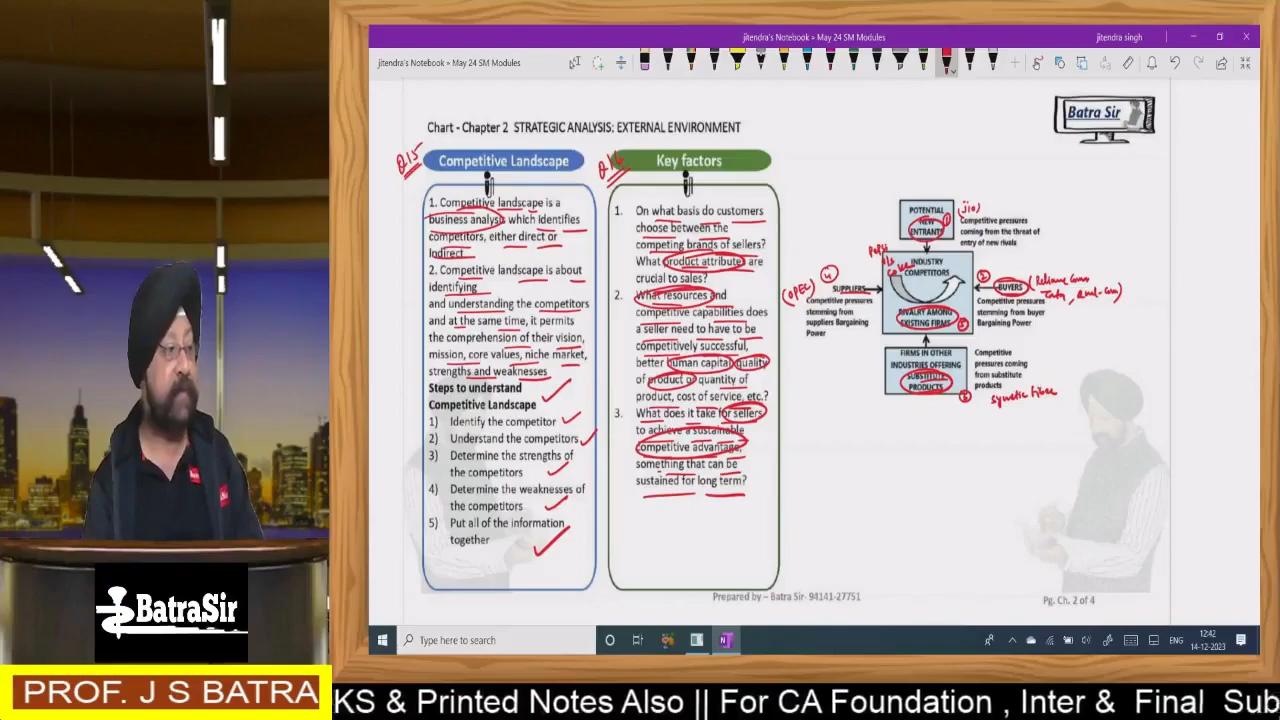 jitendra's Notebook » May 24 SM Modules
jitendra singh
jitendra's Notebook » May 24 SM Modules
Batra Sir
Chart - Chapter 2 STRATEGIC ANALYSIS: EXTERNAL ENVIRONMENT
Q15
Competitive Landscape
1. Competitive landscape is a
business analysis which identifies
competitors, either direct or
indirect.
2. Competitive landscape is about
identifying
and understanding the competitors
and at the same time, it permits
the comprehension of their vision,
mission, core values, niche market,
strengths and weaknesses
Steps to understand
Competitive Landscape
1) Identify the competitor
2) Understand the competitors
3) Determine the strengths of
the competitors
4) Determine the weaknesses of
the competitors
5) Put all of the information
together
Q16
Key factors
1. On what basis do customers
choose between the
competing brands of sellers?
What product attributes are
crucial to sales?
2. What resources and
competitive capabilities does
a seller need to have to be
competitively successful,
better human capital, quality
of product or quantity of
product, cost of service, etc.?
3. What does it take for sellers
to achieve a sustainable
competitive advantage,
something that can be
sustained for long term?
POTENTIAL
NEW
ENTRANTS
1
(Jio)
Competitive pressures
coming from the threat of
entry of new rivals
Pepsi
v/s
INDUSTRY
COMPETITORS
RIVALRY AMONG
EXISTING FIRMS
5
4
(OPEC)
SUPPLIERS
Competitive pressures
stemming from
suppliers Bargaining
Power
2
BUYERS
Competitive pressures
stemming from buyer
Bargaining Power
FIRMS IN OTHER
INDUSTRIES OFFERING
SUBSTITUTE
PRODUCTS
3
Competitive
pressures coming
from substitute
products
Prepared by – Batra Sir- 94141-27751
Pg. Ch. 2 of 4
Type here to search
ENG
12:42
14-12-2023
BatraSir
PROF. J S BATRA
KS & Printed Notes Also || For CA Foundation , Inter & Final Sub